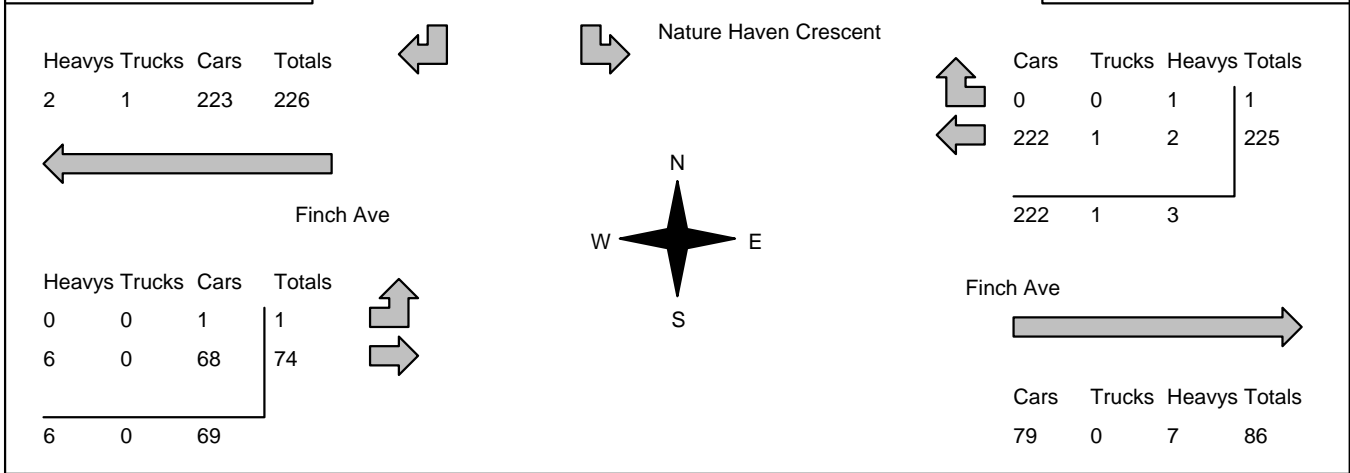 Nature Haven Crescent
Heavys Trucks Cars Totals
2 1 223 226
Cars Trucks Heavys Totals
0 0 1 1
222 1 2 225
222 1 3
N
W E
S
Finch Ave
Heavys Trucks Cars Totals
0 0 1 1
6 0 68 74
6 0 69
Finch Ave
Cars Trucks Heavys Totals
79 0 7 86